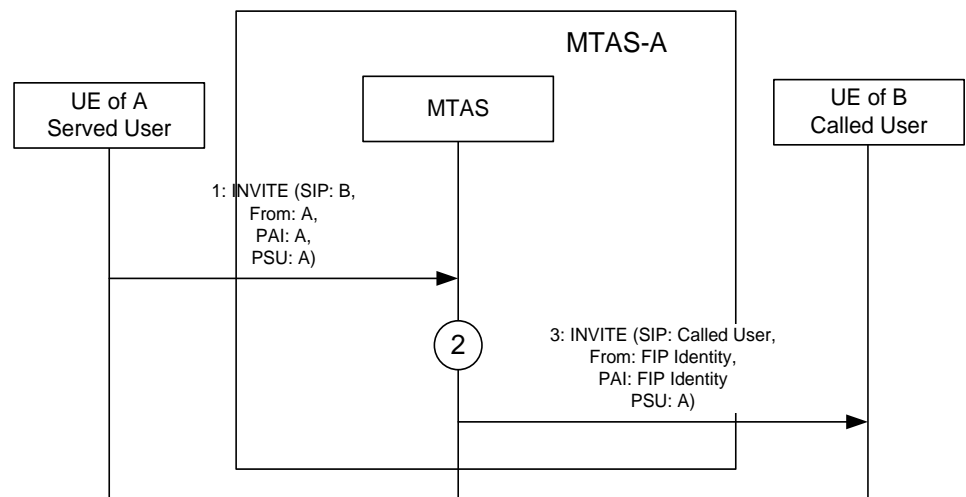 MTAS-A
UE of A
Served User
MTAS
UE of B
Called User
1: INVITE (SIP: B,
From: A,
PAI: A,
PSU: A)
2
3: INVITE (SIP: Called User,
From: FIP Identity,
PAI: FIP Identity
PSU: A)